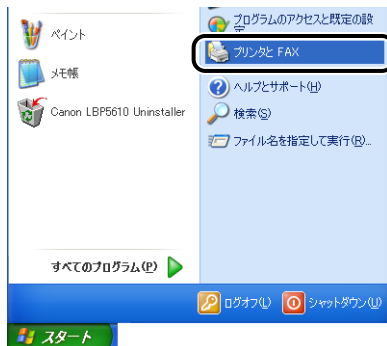 ペイント
メモ帳
Canon LBP5610 Uninstaller
すべてのプログラム(P)
プログラムのアクセスと既定の設
定
プリンタと FAX
ヘルプとサポート(H)
検索(S)
ファイル名を指定して実行(R)...
ログオフ(L)
シャットダウン(U)
スタート